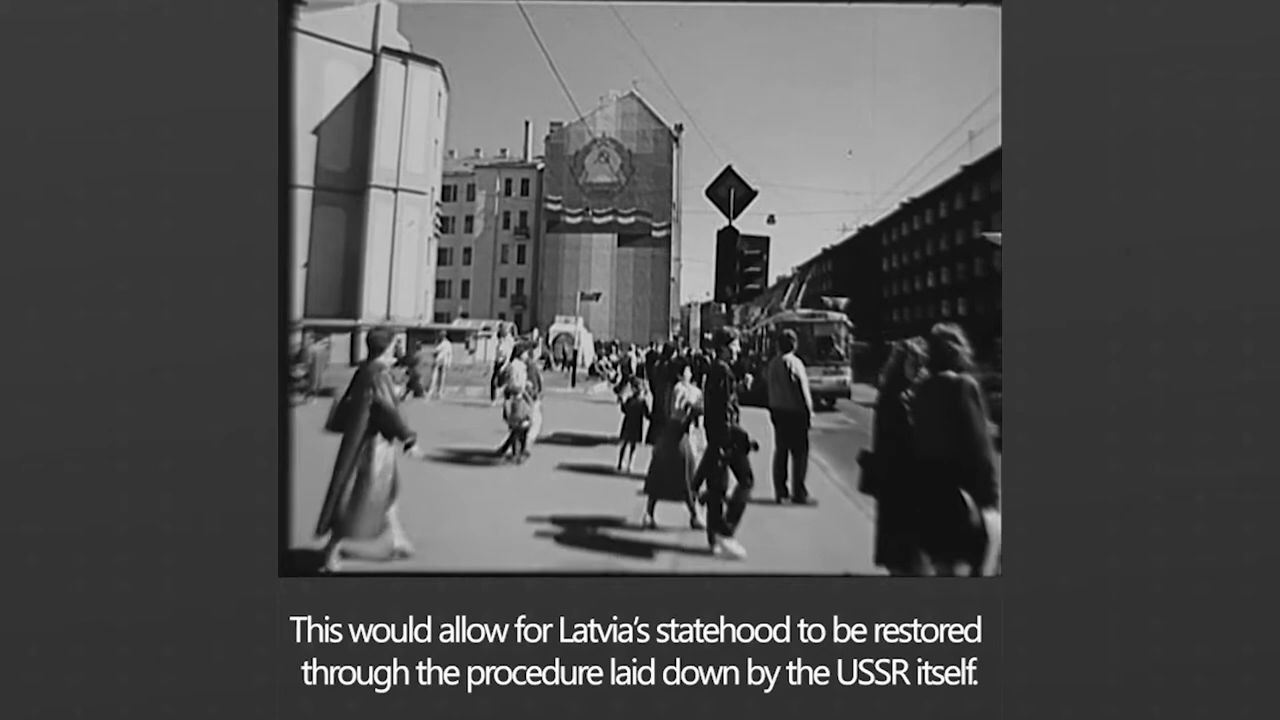 This would allow for Latvia's statehood to be restored
through the procedure laid down by the USSR itself.